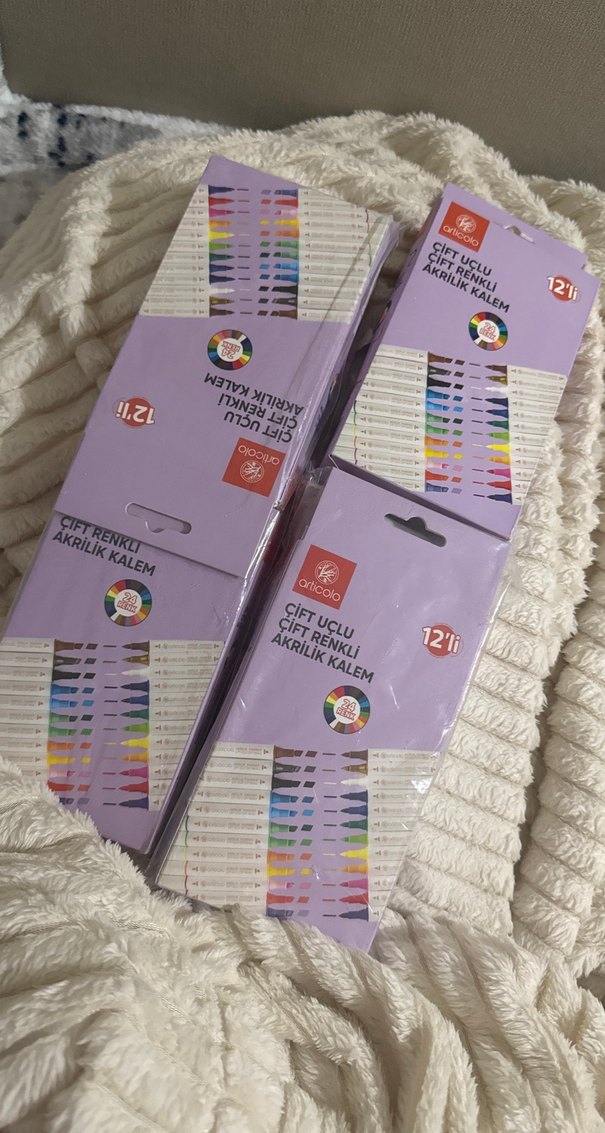 articolo
ÇİFT UÇLU
ÇİFT RENKLİ
AKRİLİK KALEM
12'li
24
RENK
articolo
ÇİFT UÇLU
ÇİFT RENKLİ
AKRİLİK KALEM
12'li
24
RENK
ÇİFT RENKLİ
AKRİLİK KALEM
24
RENK
articolo
ÇİFT UÇLU
ÇİFT RENKLİ
AKRİLİK KALEM
12'li
24
RENK